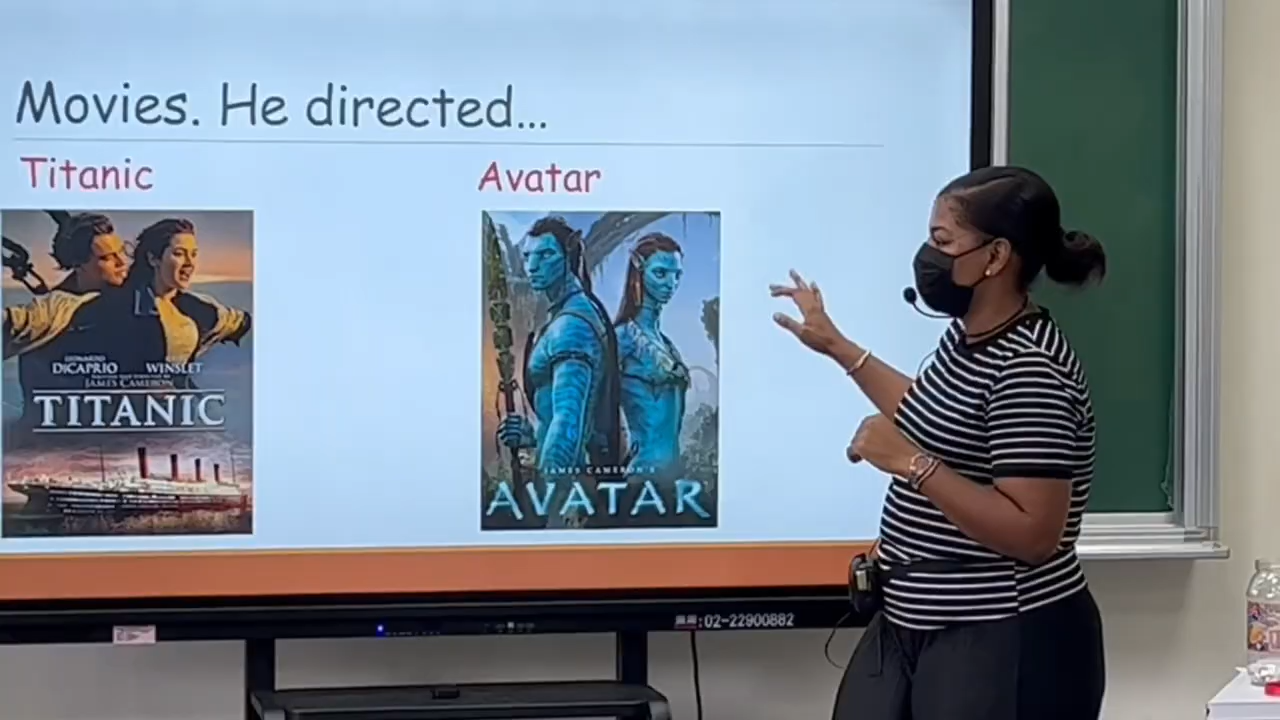 Movies. He directed...
Titanic
Avatar
DICAPRIO WINSLET
JAMES CAMERON
TITANIC
JAMES CAMERON'S
AVATAR
:02-22900882